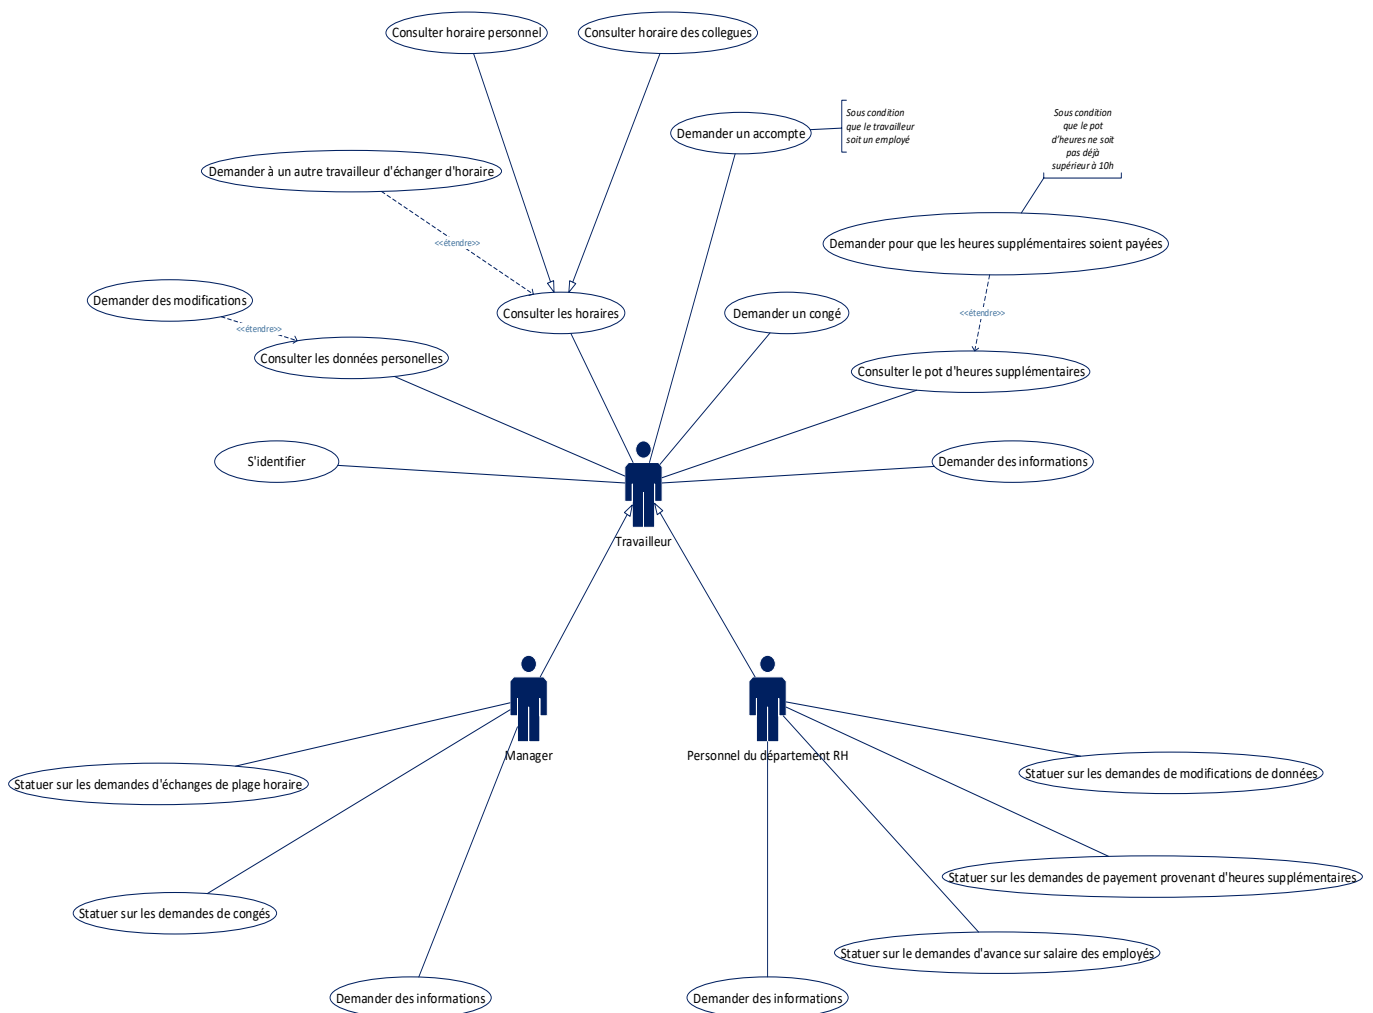 Consulter horaire personnel
Consulter horaire des collegues
Demander un accompte
Sous condition
que le travailleur
soit un employé
Sous condition
que le pot
d'heures ne soit
pas déjà
supérieur à 10h
Demander à un autre travailleur d'échanger d'horaire
<<étendre>>
Demander pour que les heures supplémentaires soient payées
Demander des modifications
<<étendre>>
Consulter les horaires
Demander un congé
<<étendre>>
Consulter les données personelles
Consulter le pot d'heures supplémentaires
S'identifier
Demander des informations
Travailleur
Manager
Personnel du département RH
Statuer sur les demandes d'échanges de plage horaire
Statuer sur les demandes de modifications de données
Statuer sur les demandes de payement provenant d'heures supplémentaires
Statuer sur les demandes de congés
Statuer sur le demandes d'avance sur salaire des employés
Demander des informations
Demander des informations